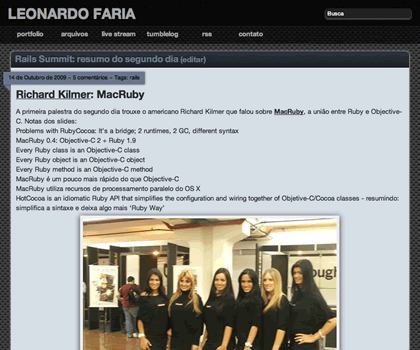 LEONARDO FARIA
Busca
portfolio arquivos live stream tumblelog rss contato
Rails Summit: resumo do segundo dia (editar)
14 de Outubro de 2009 – 5 comentários – Tags: rails
Richard Kilmer: MacRuby
A primeira palestra do segundo dia trouxe o americano Richard Kilmer que falou sobre MacRuby, a união entre Ruby e Objective-
C. Notas dos slides:
Problems with RubyCocoa: It's a bridge; 2 runtimes, 2 GC, different syntax
MacRuby 0.4: Objective-C 2 + Ruby 1.9
Every Ruby class is an Objective-C class
Every Ruby object is an Objective-C object
Every Ruby method is an Objective-C method
MacRuby é um pouco mais rápido do que Objective-C
MacRuby utiliza recursos de processamento paralelo do OS X
HotCocoa is an idiomatic Ruby API that simplifies the configuration and wiring together of Objetive-C/Cocoa classes - resumindo:
simplifica a sintaxe e deixa algo mais 'Ruby Way'
ough